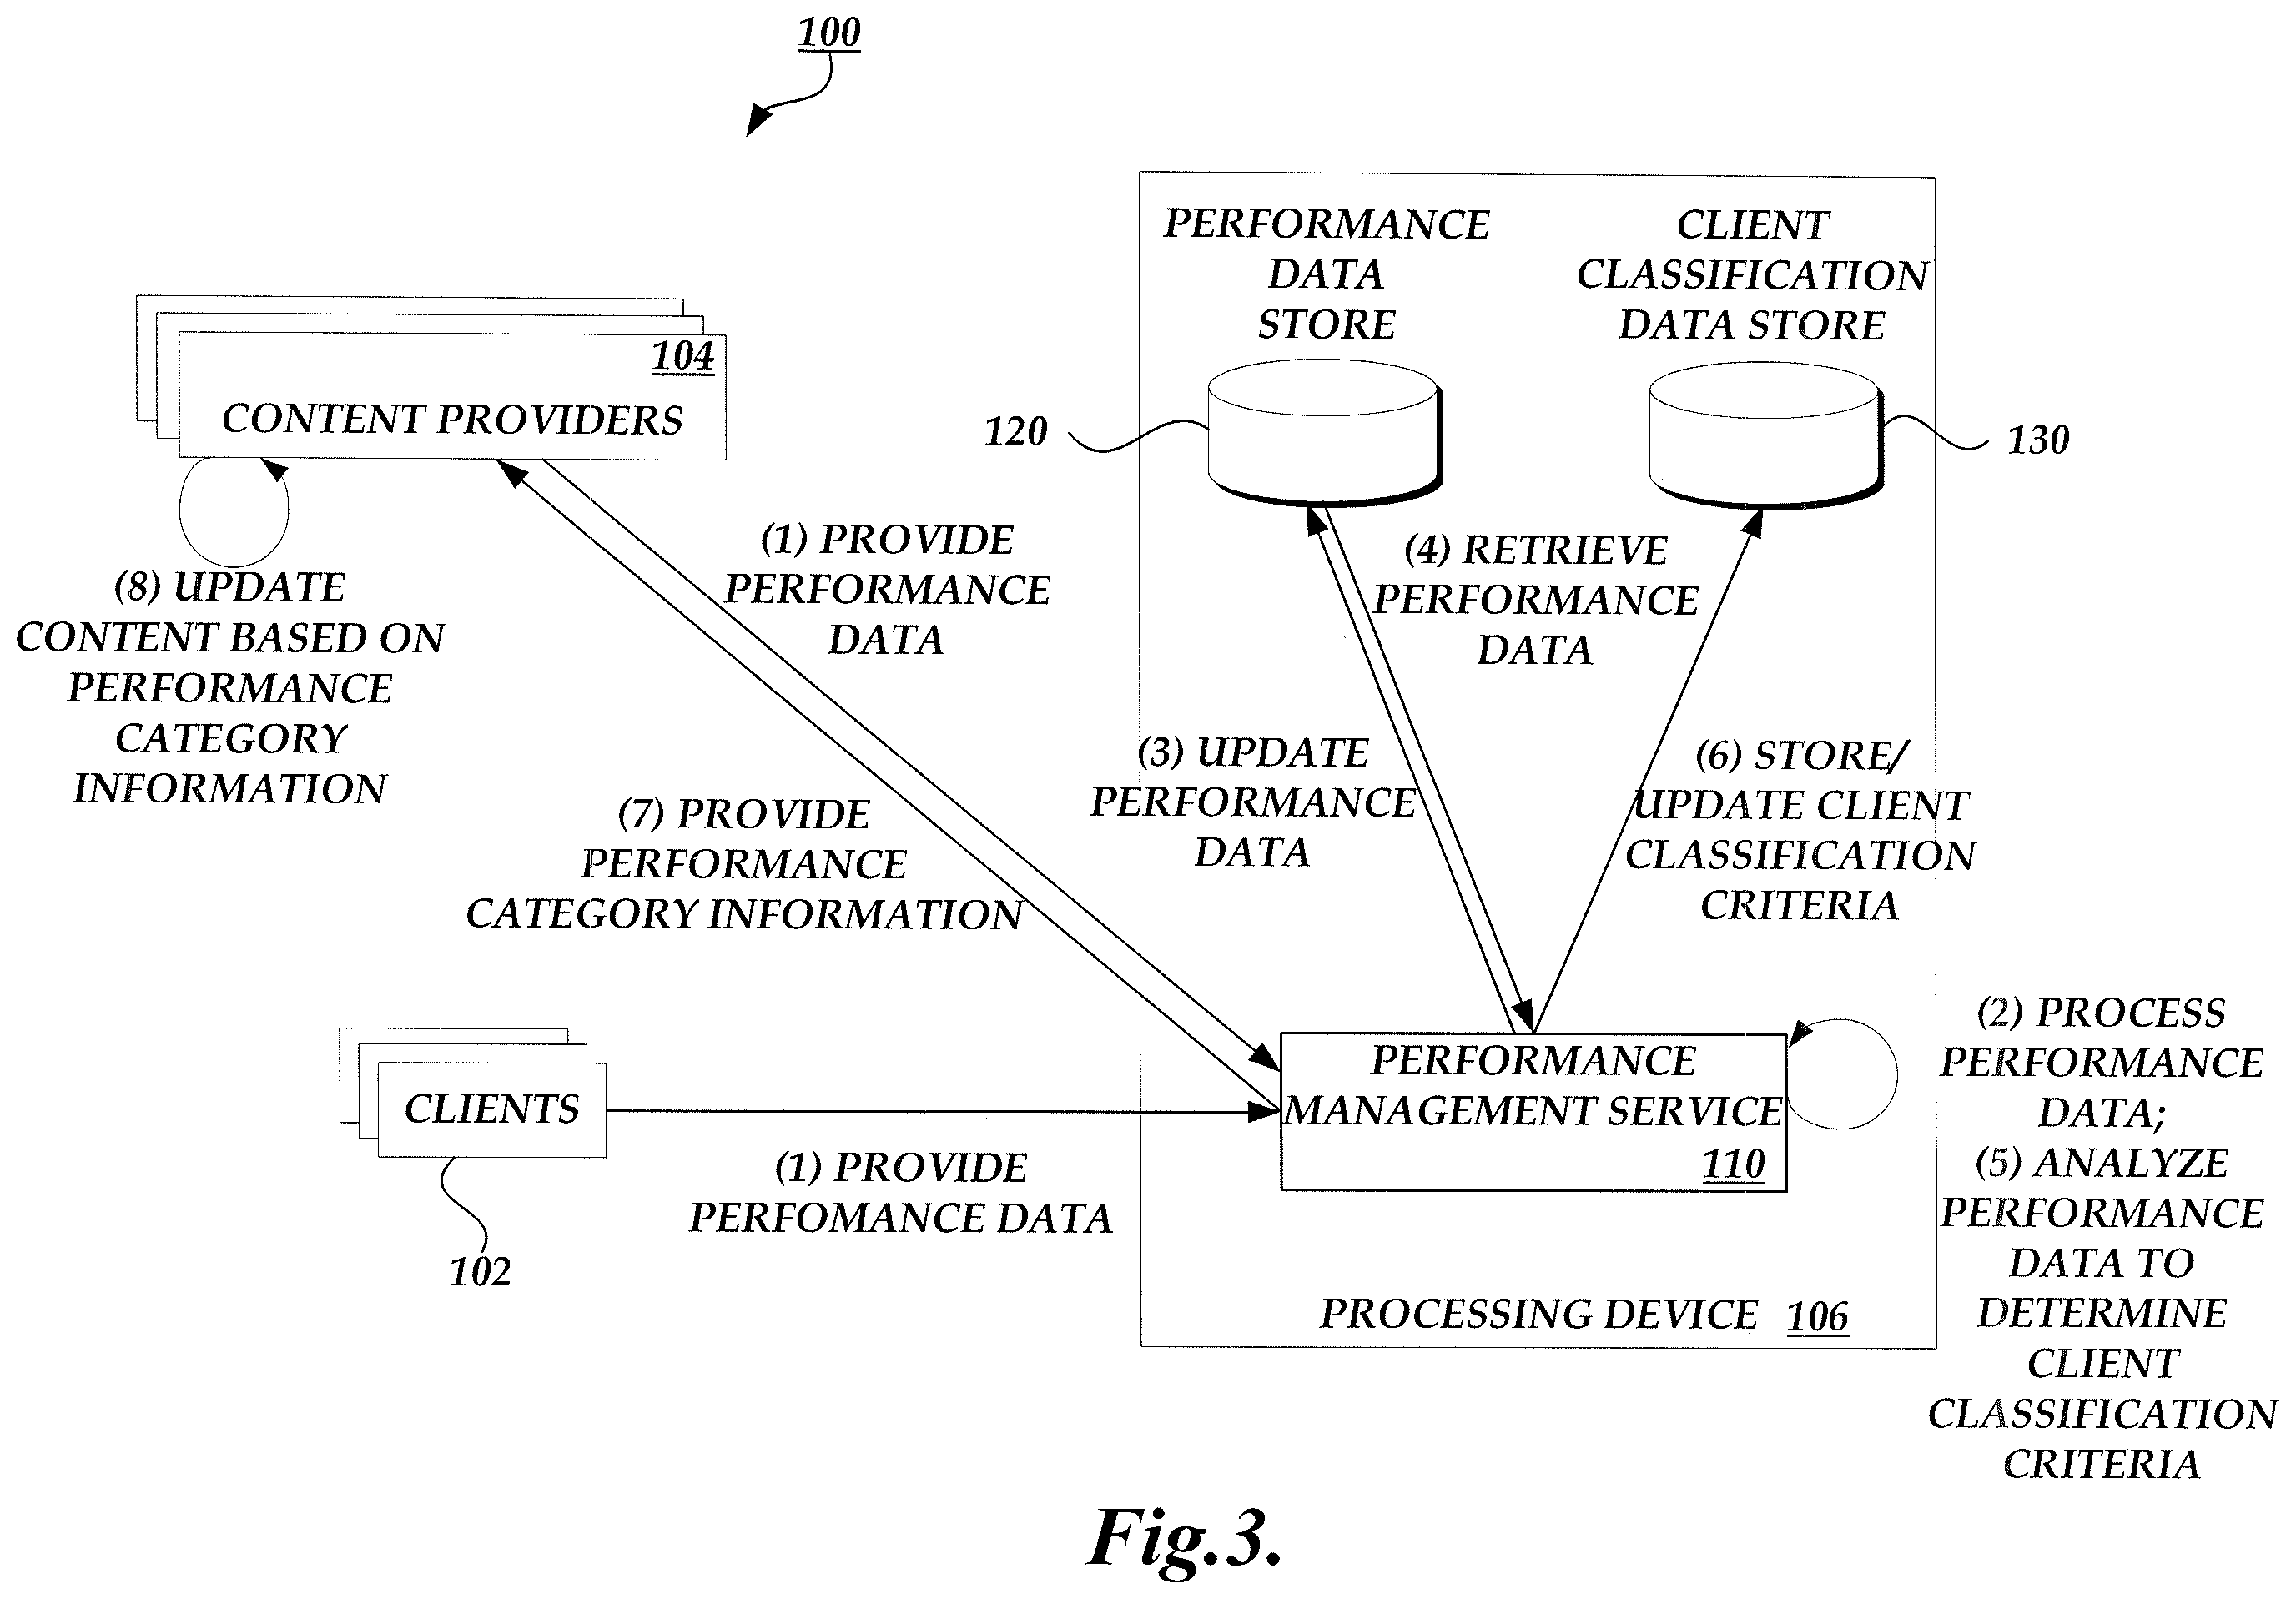 100
PERFORMANCE
DATA
STORE
CLIENT
CLASSIFICATION
DATA STORE
104
CONTENT PROVIDERS
120
130
(1) PROVIDE
PERFORMANCE
DATA
(4) RETRIEVE
PERFORMANCE
DATA
(8) UPDATE
CONTENT BASED ON
PERFORMANCE
CATEGORY
INFORMATION
(3) UPDATE
PERFORMANCE
DATA
(6) STORE/
UPDATE CLIENT
CLASSIFICATION
CRITERIA
(7) PROVIDE
PERFORMANCE
CATEGORY INFORMATION
CLIENTS
102
(1) PROVIDE
PERFOMANCE DATA
PERFORMANCE
MANAGEMENT SERVICE
110
(2) PROCESS
PERFORMANCE
DATA;
(5) ANALYZE
PERFORMANCE
DATA TO
DETERMINE
CLIENT
CLASSIFICATION
CRITERIA
PROCESSING DEVICE 106
Fig.3.